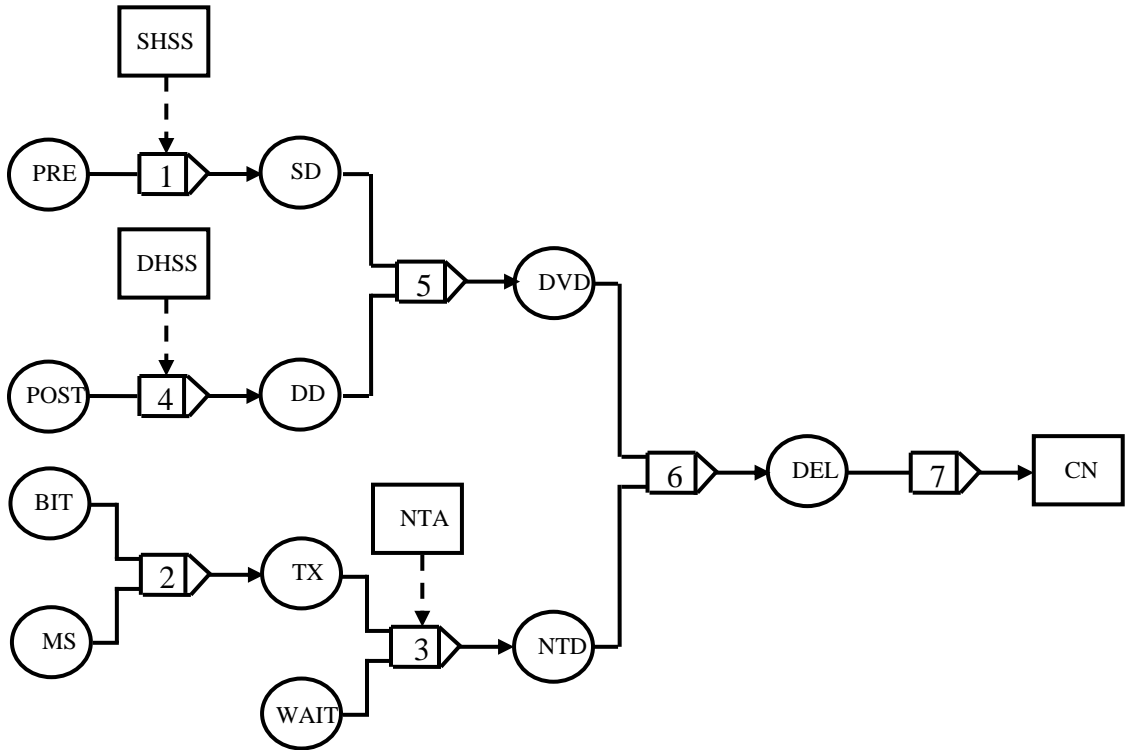 SHSS
PRE
1
SD
DHSS
5
DVD
POST
4
DD
6
DEL
7
CN
BIT
NTA
2
TX
MS
3
NTD
WAIT